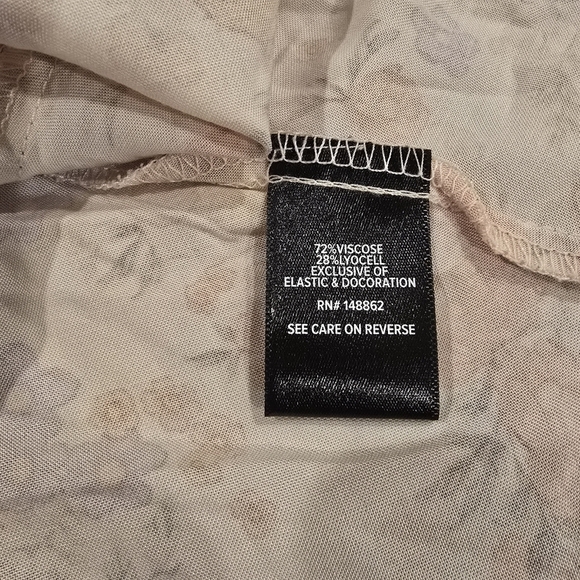 72%VISCOSE
28%LYOCELL
EXCLUSIVE OF
ELASTIC & DOCORATION
RN# 148862
SEE CARE ON REVERSE